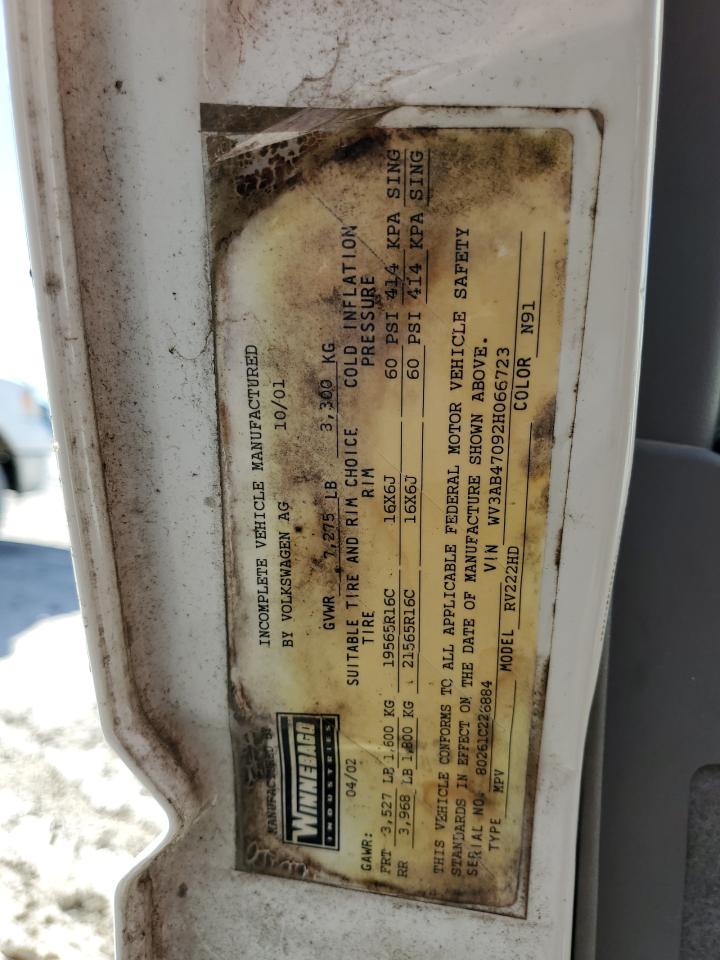 MANUFACTURED BY
WINNEBAGO
INDUSTRIES
04/02
INCOMPLETE VEHICLE MANUFACTURED
BY VOLKSWAGEN AG 10/01
GVWR 7,275 LB 3,300 KG
SUITABLE TIRE AND RIM CHOICE COLD INFLATION
GAWR: TIRE RIM PRESSURE
FRT 3,527 LB 1,600 KG 19565R16C 16X6J 60 PSI 414 KPA SING
RR 3,968 LB 1,800 KG 21565R16C 16X6J 60 PSI 414 KPA SING
THIS VEHICLE CONFORMS TO ALL APPLICABLE FEDERAL MOTOR VEHICLE SAFETY
STANDARDS IN EFFECT ON THE DATE OF MANUFACTURE SHOWN ABOVE.
SERIAL NO. 80261C226884 VIN WV3AB47092H066723
TYPE MPV MODEL RV222HD COLOR N91